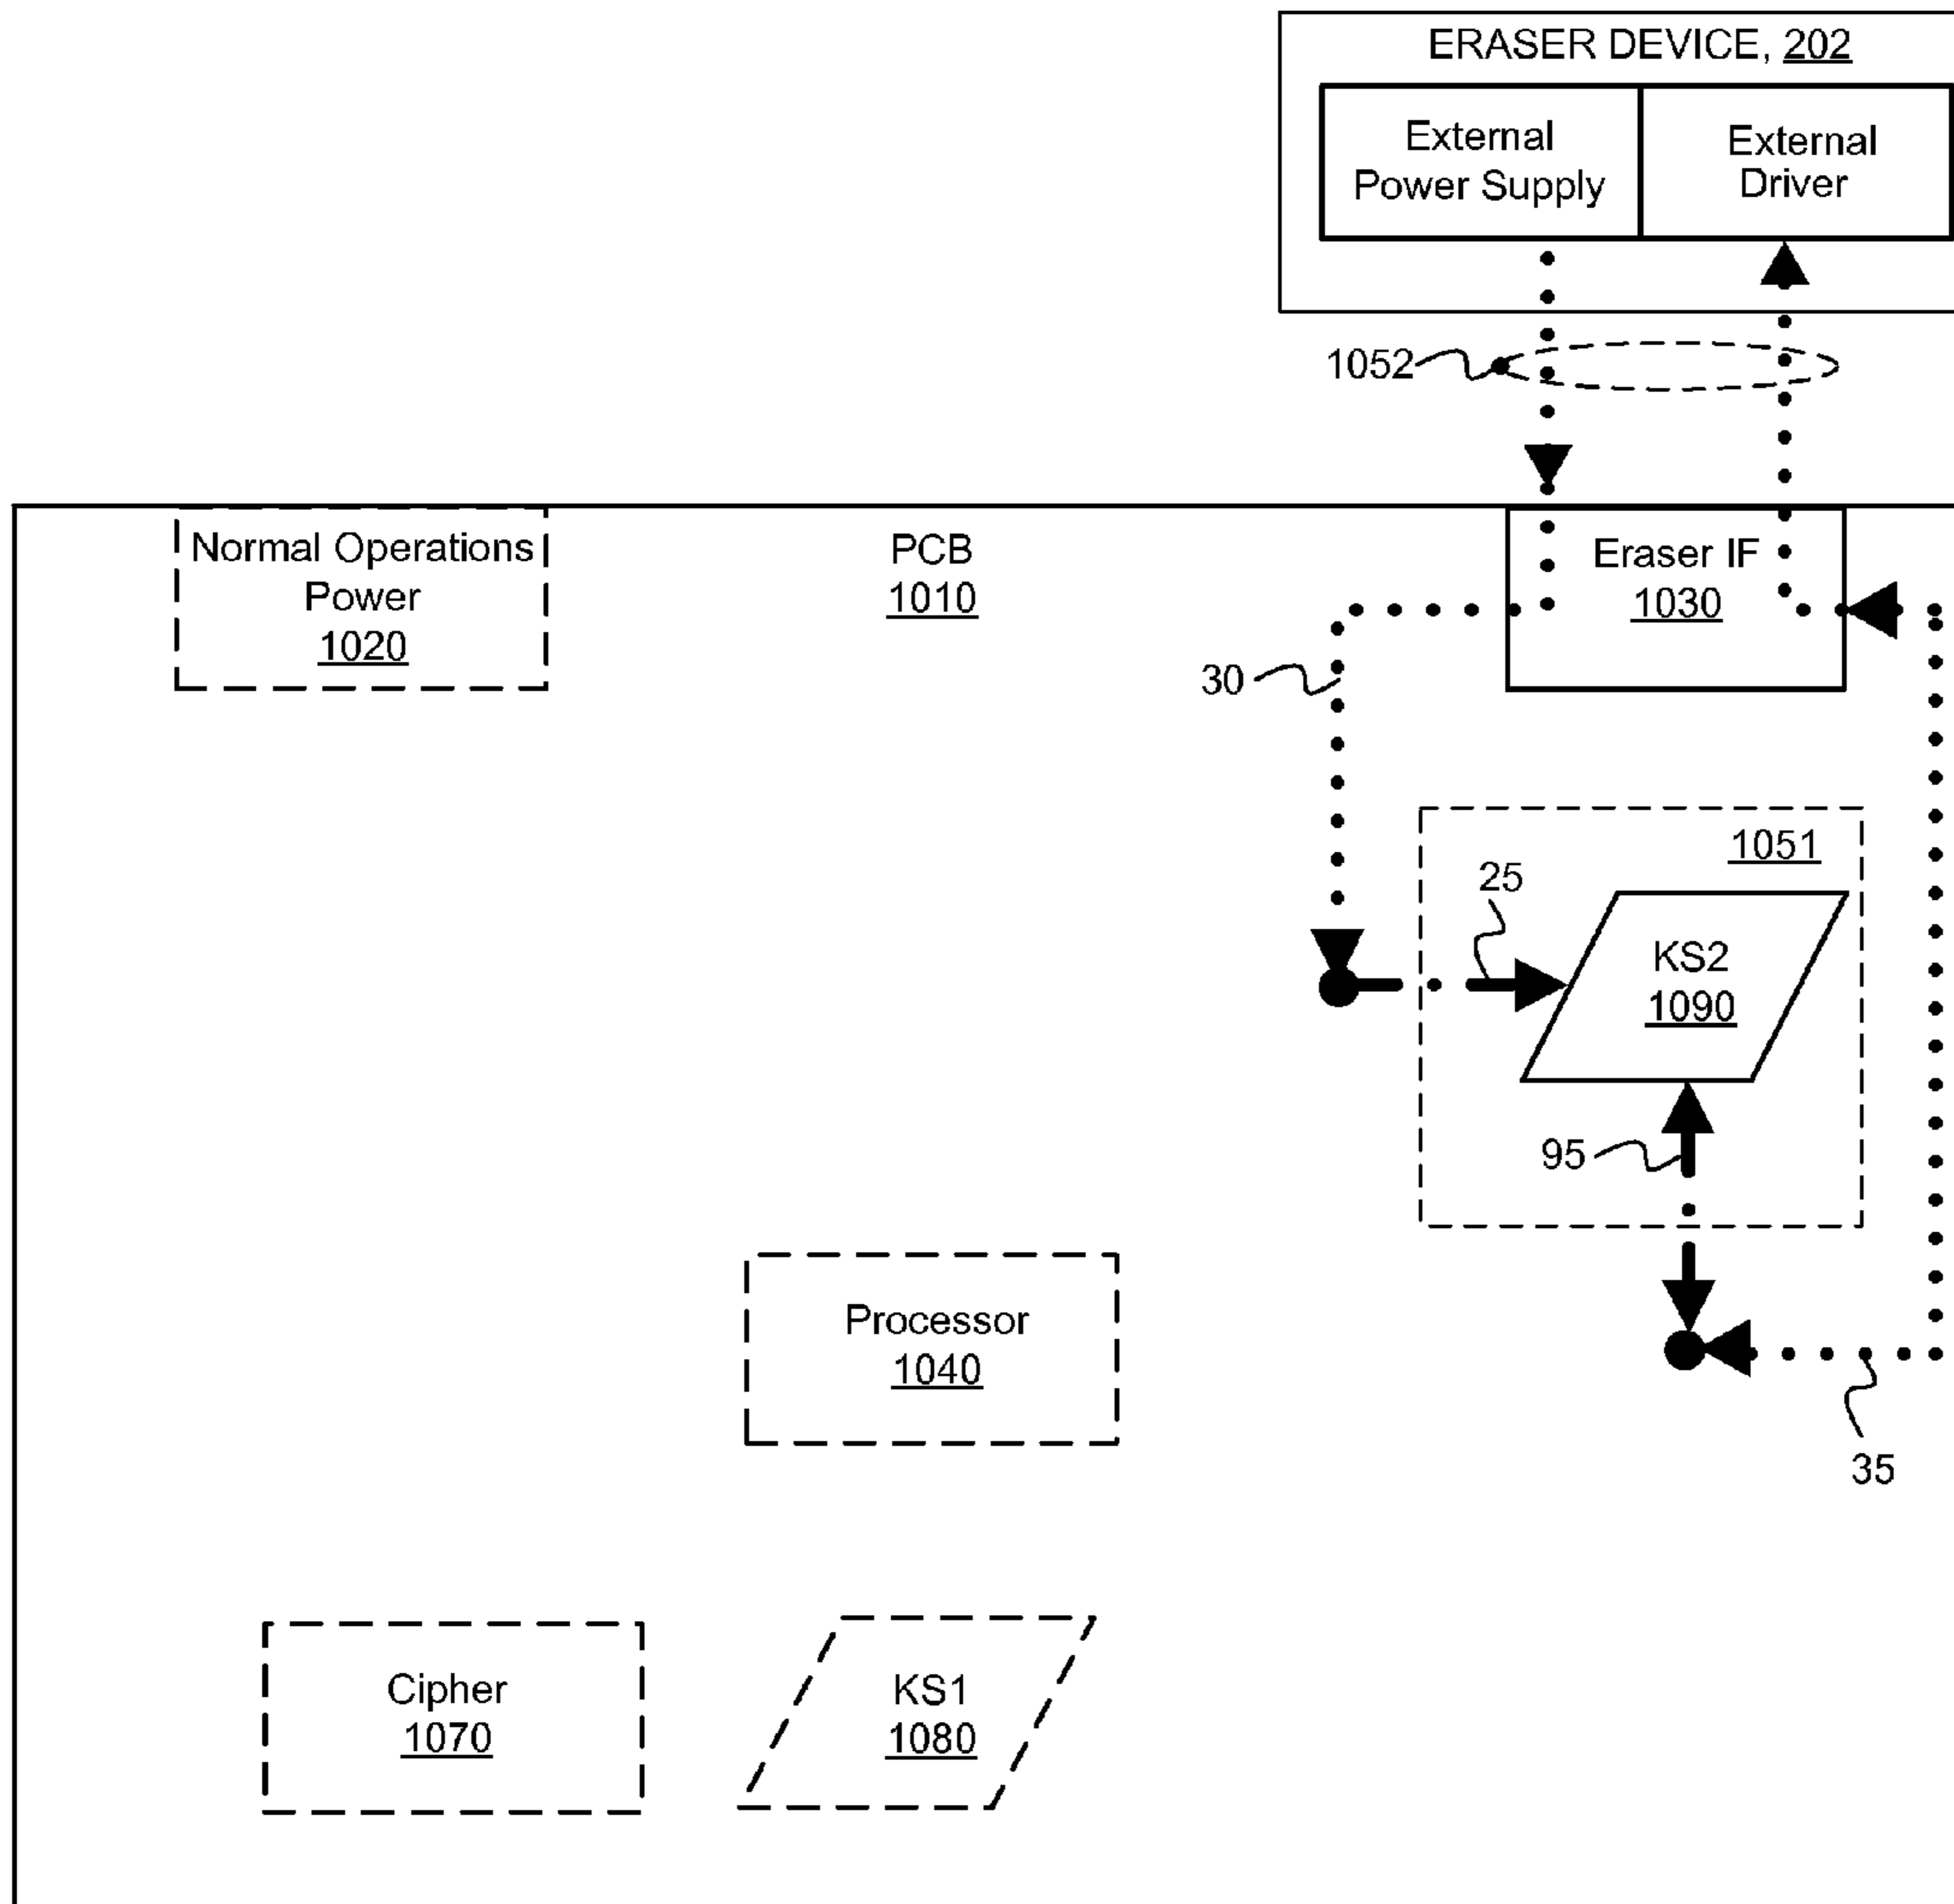 ERASER DEVICE, 202
External
Power Supply
External
Driver
1052
Normal Operations
Power
1020
PCB
1010
Eraser IF
1030
30
1051
25
KS2
1090
95
Processor
1040
35
Cipher
1070
KS1
1080